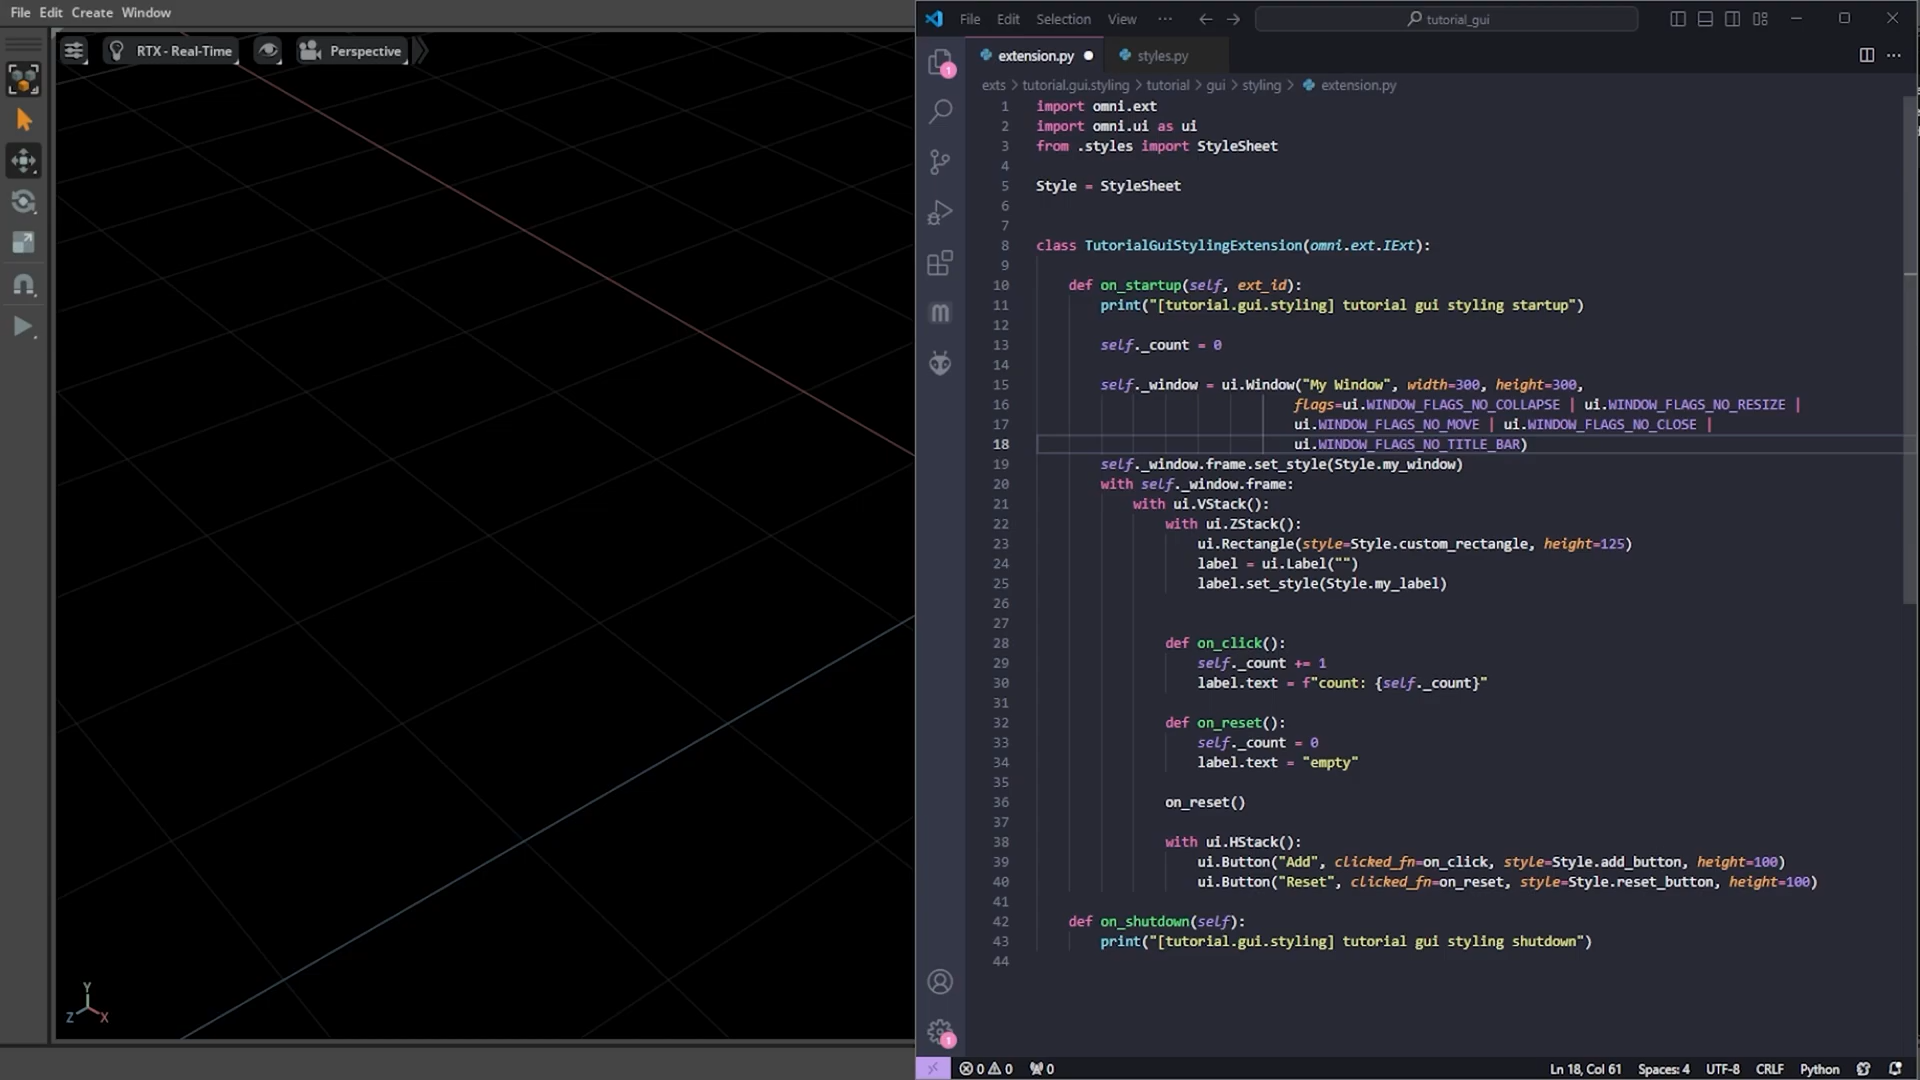 File Edit Create Window
RTX - Real-Time
Perspective
Y
Z X
File Edit Selection View ···
tutorial_gui
extension.py
styles.py
exts > tutorial.gui.styling > tutorial > gui > styling > extension.py
1 import omni.ext
2 import omni.ui as ui
3 from .styles import StyleSheet
4
5 Style = StyleSheet
6
7
8 class TutorialGuiStylingExtension(omni.ext.IExt):
9
10 def on_startup(self, ext_id):
11 print("[tutorial.gui.styling] tutorial gui styling startup")
12
13 self._count = 0
14
15 self._window = ui.Window("My Window", width=300, height=300,
16 flags=ui.WINDOW_FLAGS_NO_COLLAPSE | ui.WINDOW_FLAGS_NO_RESIZE |
17 ui.WINDOW_FLAGS_NO_MOVE | ui.WINDOW_FLAGS_NO_CLOSE |
18 ui.WINDOW_FLAGS_NO_TITLE_BAR)
19 self._window.frame.set_style(Style.my_window)
20 with self._window.frame:
21 with ui.VStack():
22 with ui.ZStack():
23 ui.Rectangle(style=Style.custom_rectangle, height=125)
24 label = ui.Label("")
25 label.set_style(Style.my_label)
26
27
28 def on_click():
29 self._count += 1
30 label.text = f"count: {self._count}"
31
32 def on_reset():
33 self._count = 0
34 label.text = "empty"
35
36 on_reset()
37
38 with ui.HStack():
39 ui.Button("Add", clicked_fn=on_click, style=Style.add_button, height=100)
40 ui.Button("Reset", clicked_fn=on_reset, style=Style.reset_button, height=100)
41
42 def on_shutdown(self):
43 print("[tutorial.gui.styling] tutorial gui styling shutdown")
44
1
1
0 0 0
Ln 18, Col 61 Spaces: 4 UTF-8 CRLF Python